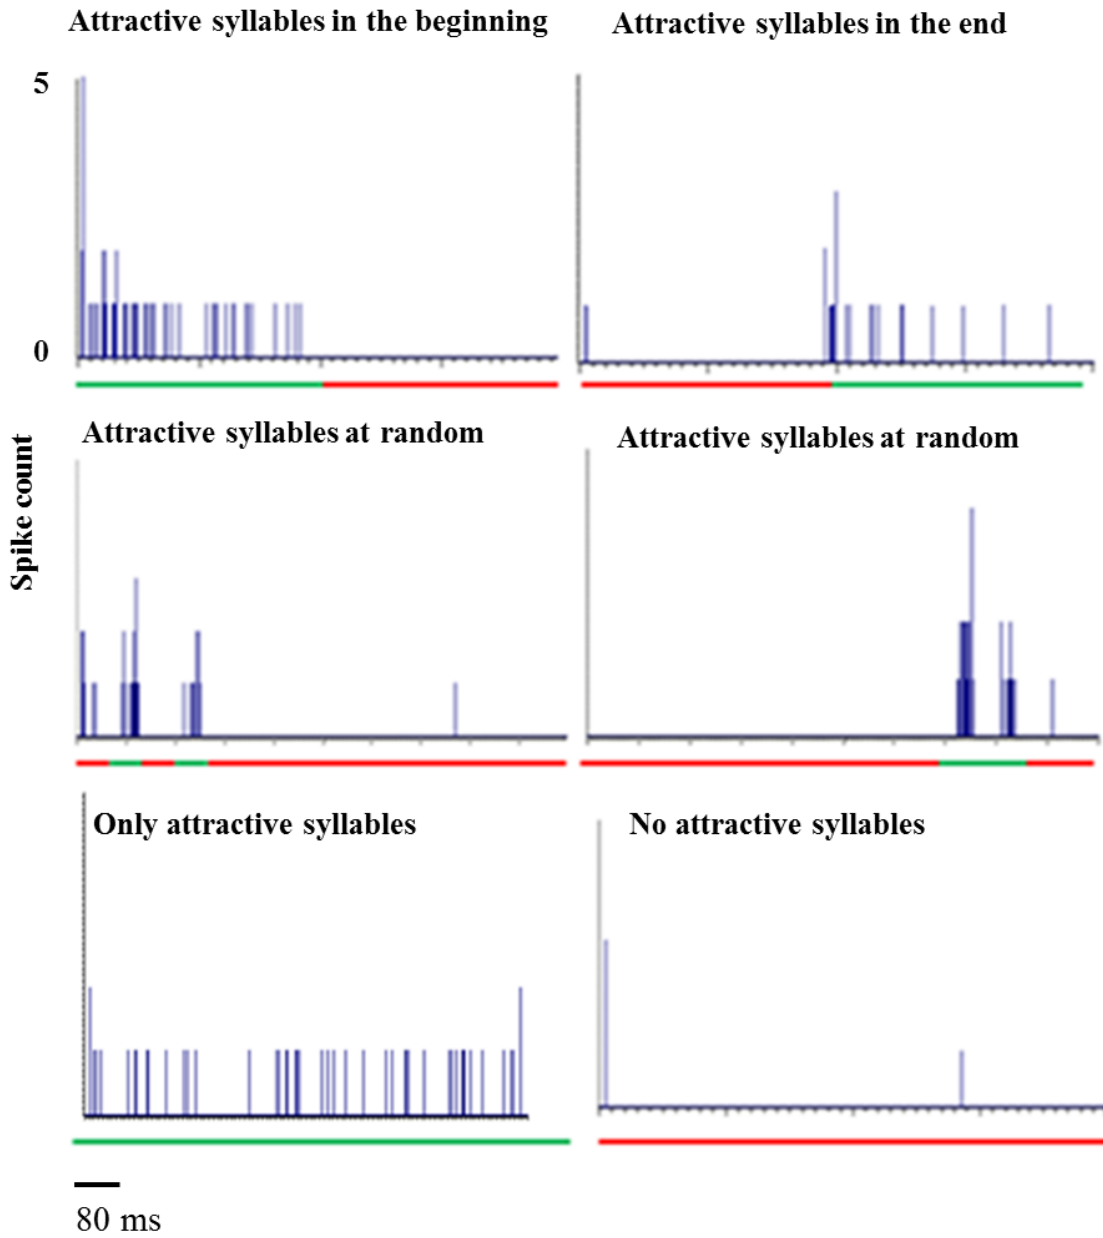 Attractive syllables in the beginning
Attractive syllables in the end
5
0
Attractive syllables at random
Attractive syllables at random
Spike count
Only attractive syllables
No attractive syllables
80 ms